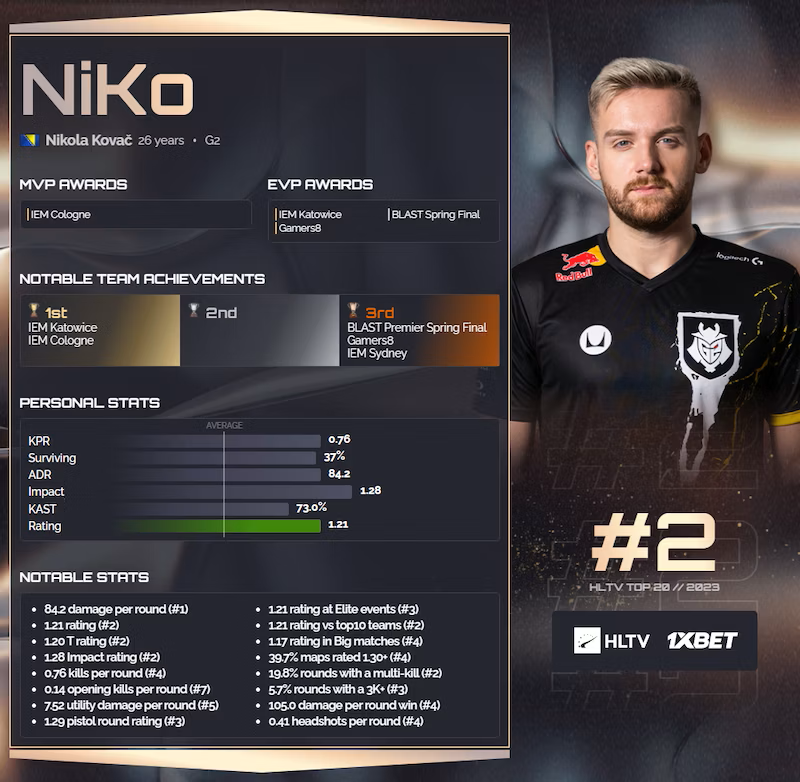 NiKo
Nikola Kovač 26 years • G2
MVP AWARDS
IEM Cologne
EVP AWARDS
IEM Katowice
BLAST Spring Final
Gamers8
NOTABLE TEAM ACHIEVEMENTS
1st
IEM Katowice
IEM Cologne
2nd
3rd
BLAST Premier Spring Final
Gamers8
IEM Sydney
PERSONAL STATS
AVERAGE
KPR 0.76
Surviving 37%
ADR 84.2
Impact 1.28
KAST 73.0%
Rating 1.21
NOTABLE STATS
• 84.2 damage per round (#1)
• 1.21 rating (#2)
• 1.20 T rating (#2)
• 1.28 Impact rating (#2)
• 0.76 kills per round (#4)
• 0.14 opening kills per round (#7)
• 7.52 utility damage per round (#5)
• 1.29 pistol round rating (#3)
• 1.21 rating at Elite events (#3)
• 1.21 rating vs top10 teams (#2)
• 1.17 rating in Big matches (#4)
• 39.7% maps rated 1.30+ (#4)
• 19.8% rounds with a multi-kill (#2)
• 5.7% rounds with a 3K+ (#3)
• 105.0 damage per round win (#4)
• 0.41 headshots per round (#4)
Red Bull
logitech G
#2
#2
HLTV TOP 20 // 2023
#2
HLTV 1XBET
#2